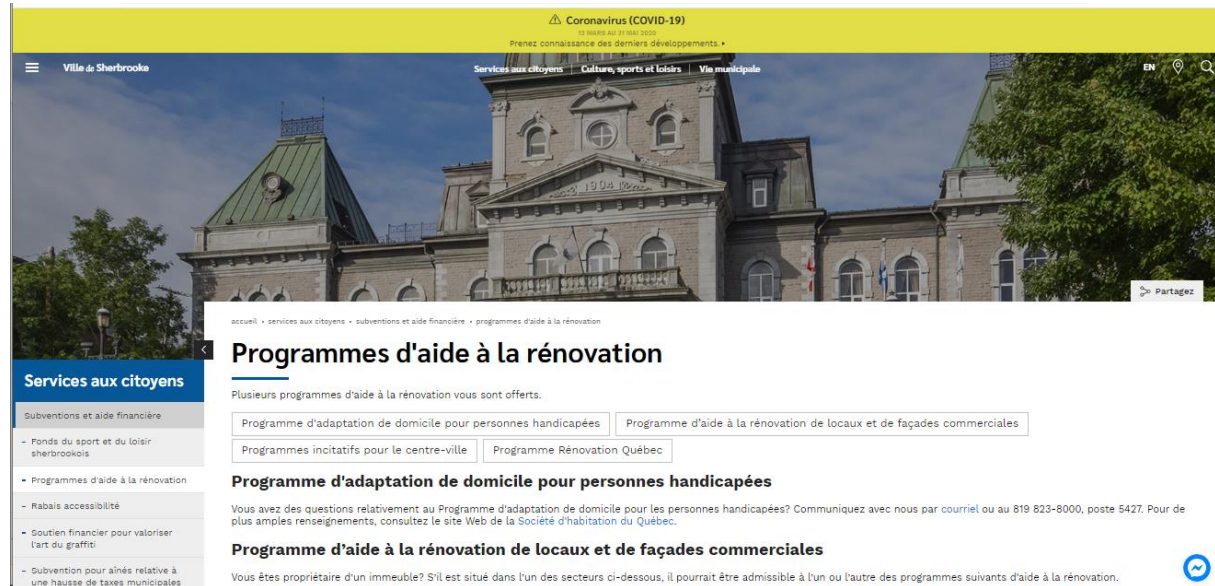 Coronavirus (COVID-19)
13 MARS AU 31 MAI 2020
Prenez connaissance des derniers développements.
Ville de Sherbrooke
Services aux citoyens
Culture, sports et loisirs
Vie municipale
EN
1904
Partagez
accueil • services aux citoyens • subventions et aide financière • programmes d'aide à la rénovation
Programmes d'aide à la rénovation
Plusieurs programmes d'aide à la rénovation vous sont offerts.
Programme d'adaptation de domicile pour personnes handicapées
Programme d'aide à la rénovation de locaux et de façades commerciales
Programmes incitatifs pour le centre-ville
Programme Rénovation Québec
Programme d'adaptation de domicile pour personnes handicapées
Vous avez des questions relativement au Programme d'adaptation de domicile pour les personnes handicapées? Communiquez avec nous par courriel ou au 819 823-8000, poste 5427. Pour de
plus amples renseignements, consultez le site Web de la Société d'habitation du Québec.
Programme d'aide à la rénovation de locaux et de façades commerciales
Vous êtes propriétaire d'un immeuble? S'il est situé dans l'un des secteurs ci-dessous, il pourrait être admissible à l'un ou l'autre des programmes suivants d'aide à la rénovation.
Services aux citoyens
Subventions et aide financière
- Fonds du sport et du loisir
sherbrookois
- Programmes d'aide à la rénovation
- Rabais accessibilité
- Soutien financier pour valoriser
l'art du graffiti
- Subvention pour aînés relative à
une hausse de taxes municipales